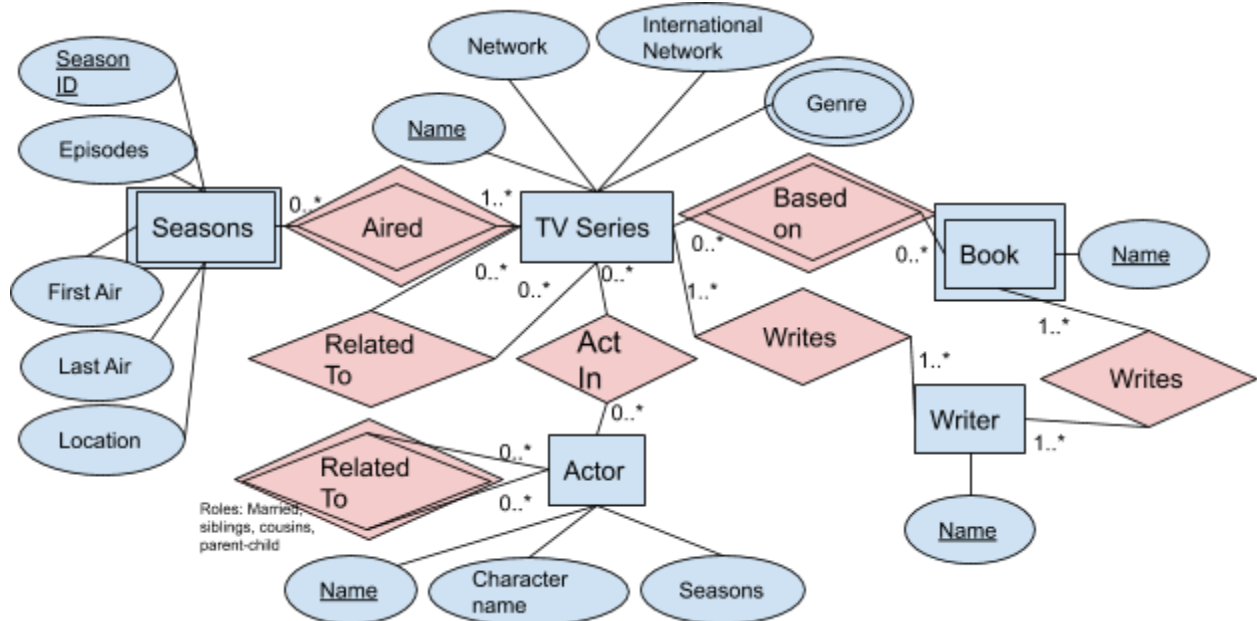 International
Network
Network
Season
ID
Genre
Name
Episodes
Based
on
0..*
1..*
Seasons
Aired
TV Series
0..*
0..*
Book
Name
First Air
0..*
0..*
0..*
1..*
Related
To
Act
In
Writes
1..*
Last Air
1..*
Writes
Location
0..*
Writer
1..*
Related
To
0..*
0..*
Actor
Roles: Married,
siblings, cousins,
parent-child
Name
Name
Character
name
Seasons